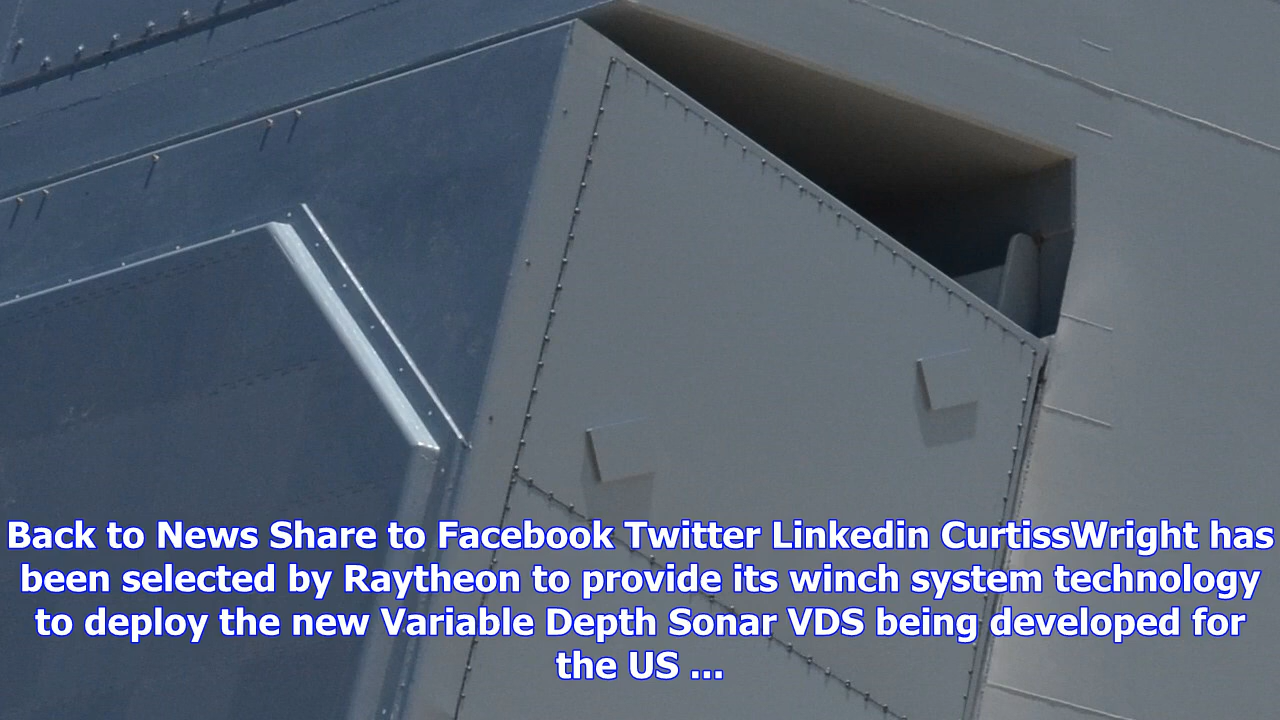 Back to News Share to Facebook Twitter Linkedin CurtissWright has
been selected by Raytheon to provide its winch system technology
to deploy the new Variable Depth Sonar VDS being developed for
the US ...